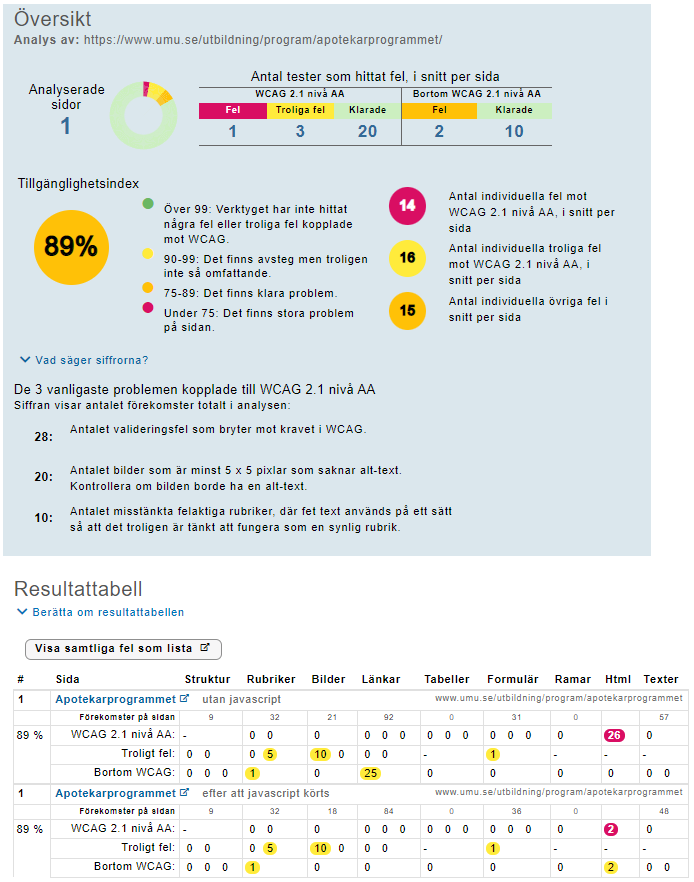 Översikt
Analys av: https://www.umu.se/utbildning/program/apotekarprogrammet/
Analyserade sidor
1
Antal tester som hittat fel, i snitt per sida
WCAG 2.1 nivå AA Bortom WCAG 2.1 nivå AA
Fel Troliga fel Klarade Fel Klarade
1 3 20 2 10
Tillgänglighetsindex
89%
Över 99: Verktyget har inte hittat
några fel eller troliga fel kopplade
mot WCAG.
90-99: Det finns avsteg men troligen
inte så omfattande.
75-89: Det finns klara problem.
Under 75: Det finns stora problem
på sidan.
14
Antal individuella fel mot
WCAG 2.1 nivå AA, i snitt per
sida
16
Antal individuella troliga fel
mot WCAG 2.1 nivå AA, i
snitt per sida
15
Antal individuella övriga fel i
snitt per sida
Vad säger siffrorna?
De 3 vanligaste problemen kopplade till WCAG 2.1 nivå AA
Siffran visar antalet förekomster totalt i analysen:
28: Antalet valideringsfel som bryter mot kravet i WCAG.
20: Antalet bilder som är minst 5 x 5 pixlar som saknar alt-text.
Kontrollera om bilden borde ha en alt-text.
10: Antalet misstänkta felaktiga rubriker, där fet text används på ett sätt
så att det troligen är tänkt att fungera som en synlig rubrik.
Resultattabell
Berätta om resultattabellen
Visa samtliga fel som lista
# Sida Struktur Rubriker Bilder Länkar Tabeller Formulär Ramar Html Texter
1 Apotekarprogrammet utan javascript www.umu.se/utbildning/program/apotekarprogrammet
Förekomster på sidan 9 32 21 92 0 31 0 57
89 % WCAG 2.1 nivå AA: - 0 0 0 0 0 0 0 0 0 0 0 0 0 26 0
Troligt fel: 0 0 0 5 10 0 0 0 - 1 - - -
Bortom WCAG: 0 0 0 1 0 25 0 0 0 0 0 0
1 Apotekarprogrammet efter att javascript körts www.umu.se/utbildning/program/apotekarprogrammet
Förekomster på sidan 9 32 18 84 0 36 0 48
89 % WCAG 2.1 nivå AA: - 0 0 0 0 0 0 0 0 0 0 0 0 0 2 0
Troligt fel: 0 0 0 5 10 0 0 0 - 1 - - -
Bortom WCAG: 0 0 0 1 0 0 0 0 0 2 0 0